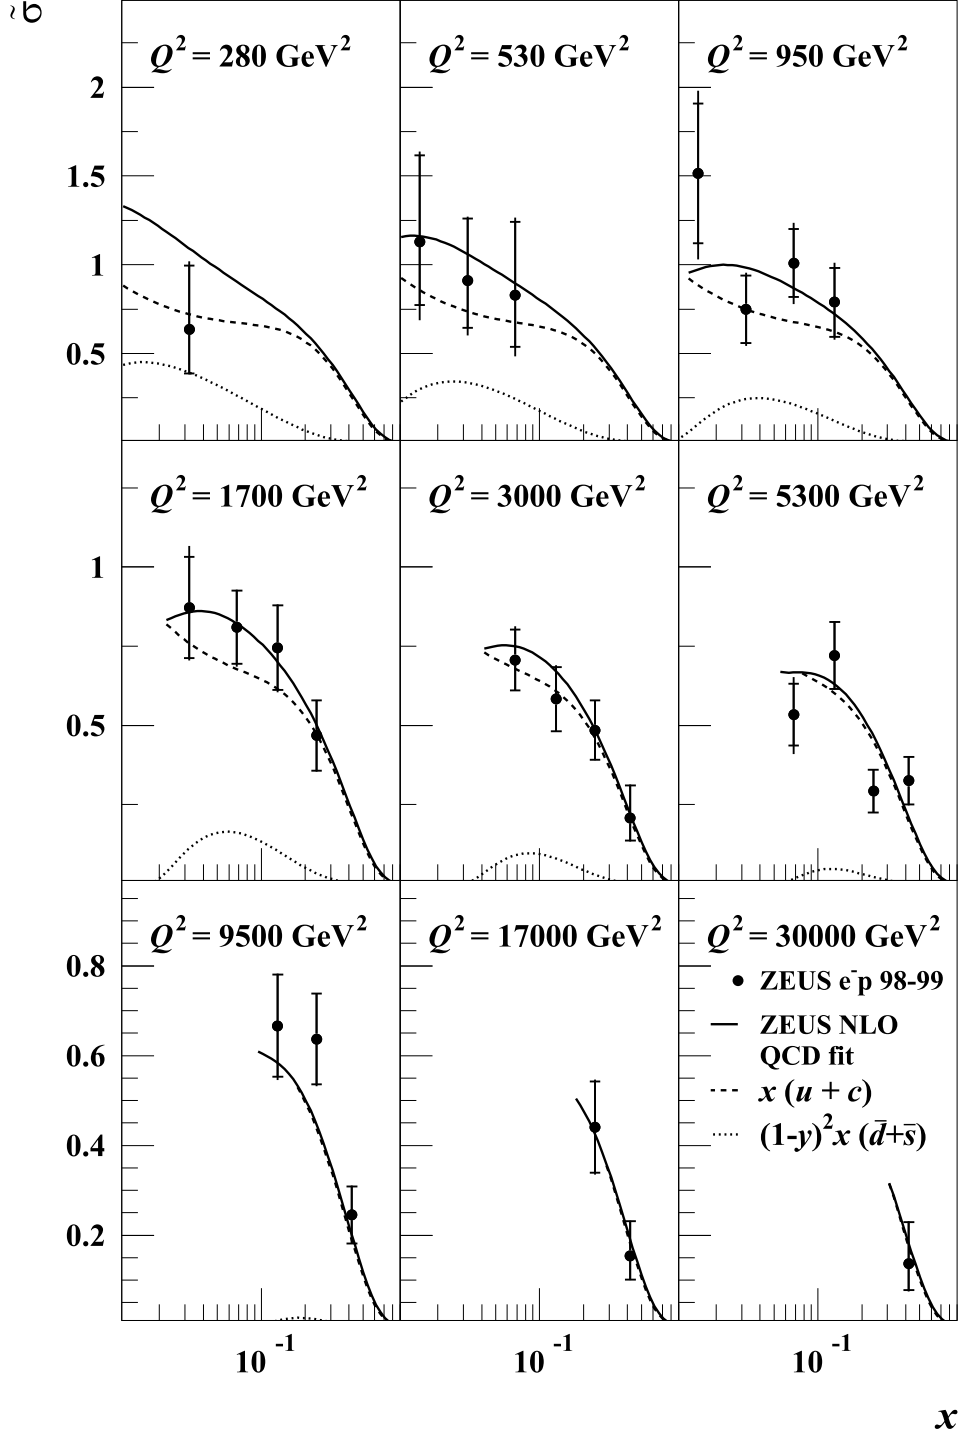 σ̃
Q² = 280 GeV²
Q² = 530 GeV²
Q² = 950 GeV²
2
1.5
1
0.5
Q² = 1700 GeV²
Q² = 3000 GeV²
Q² = 5300 GeV²
1
0.5
Q² = 9500 GeV²
Q² = 17000 GeV²
Q² = 30000 GeV²
0.8
0.6
0.4
0.2
ZEUS e⁻p 98-99
ZEUS NLO
QCD fit
x (u + c)
(1-y)²x (d̄+s̄)
10⁻¹
10⁻¹
10⁻¹
x